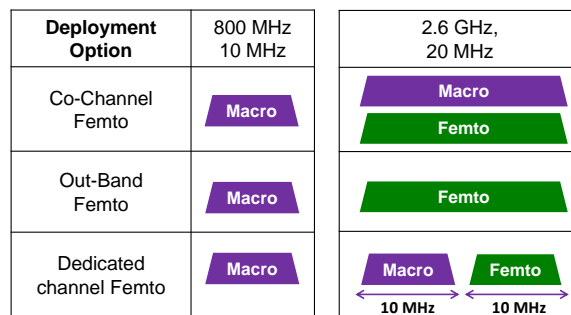 Deployment Option
800 MHz
10 MHz
2.6 GHz,
20 MHz
Co-Channel
Femto
Macro
Macro
Femto
Out-Band
Femto
Macro
Femto
Dedicated
channel Femto
Macro
Macro
Femto
10 MHz
10 MHz